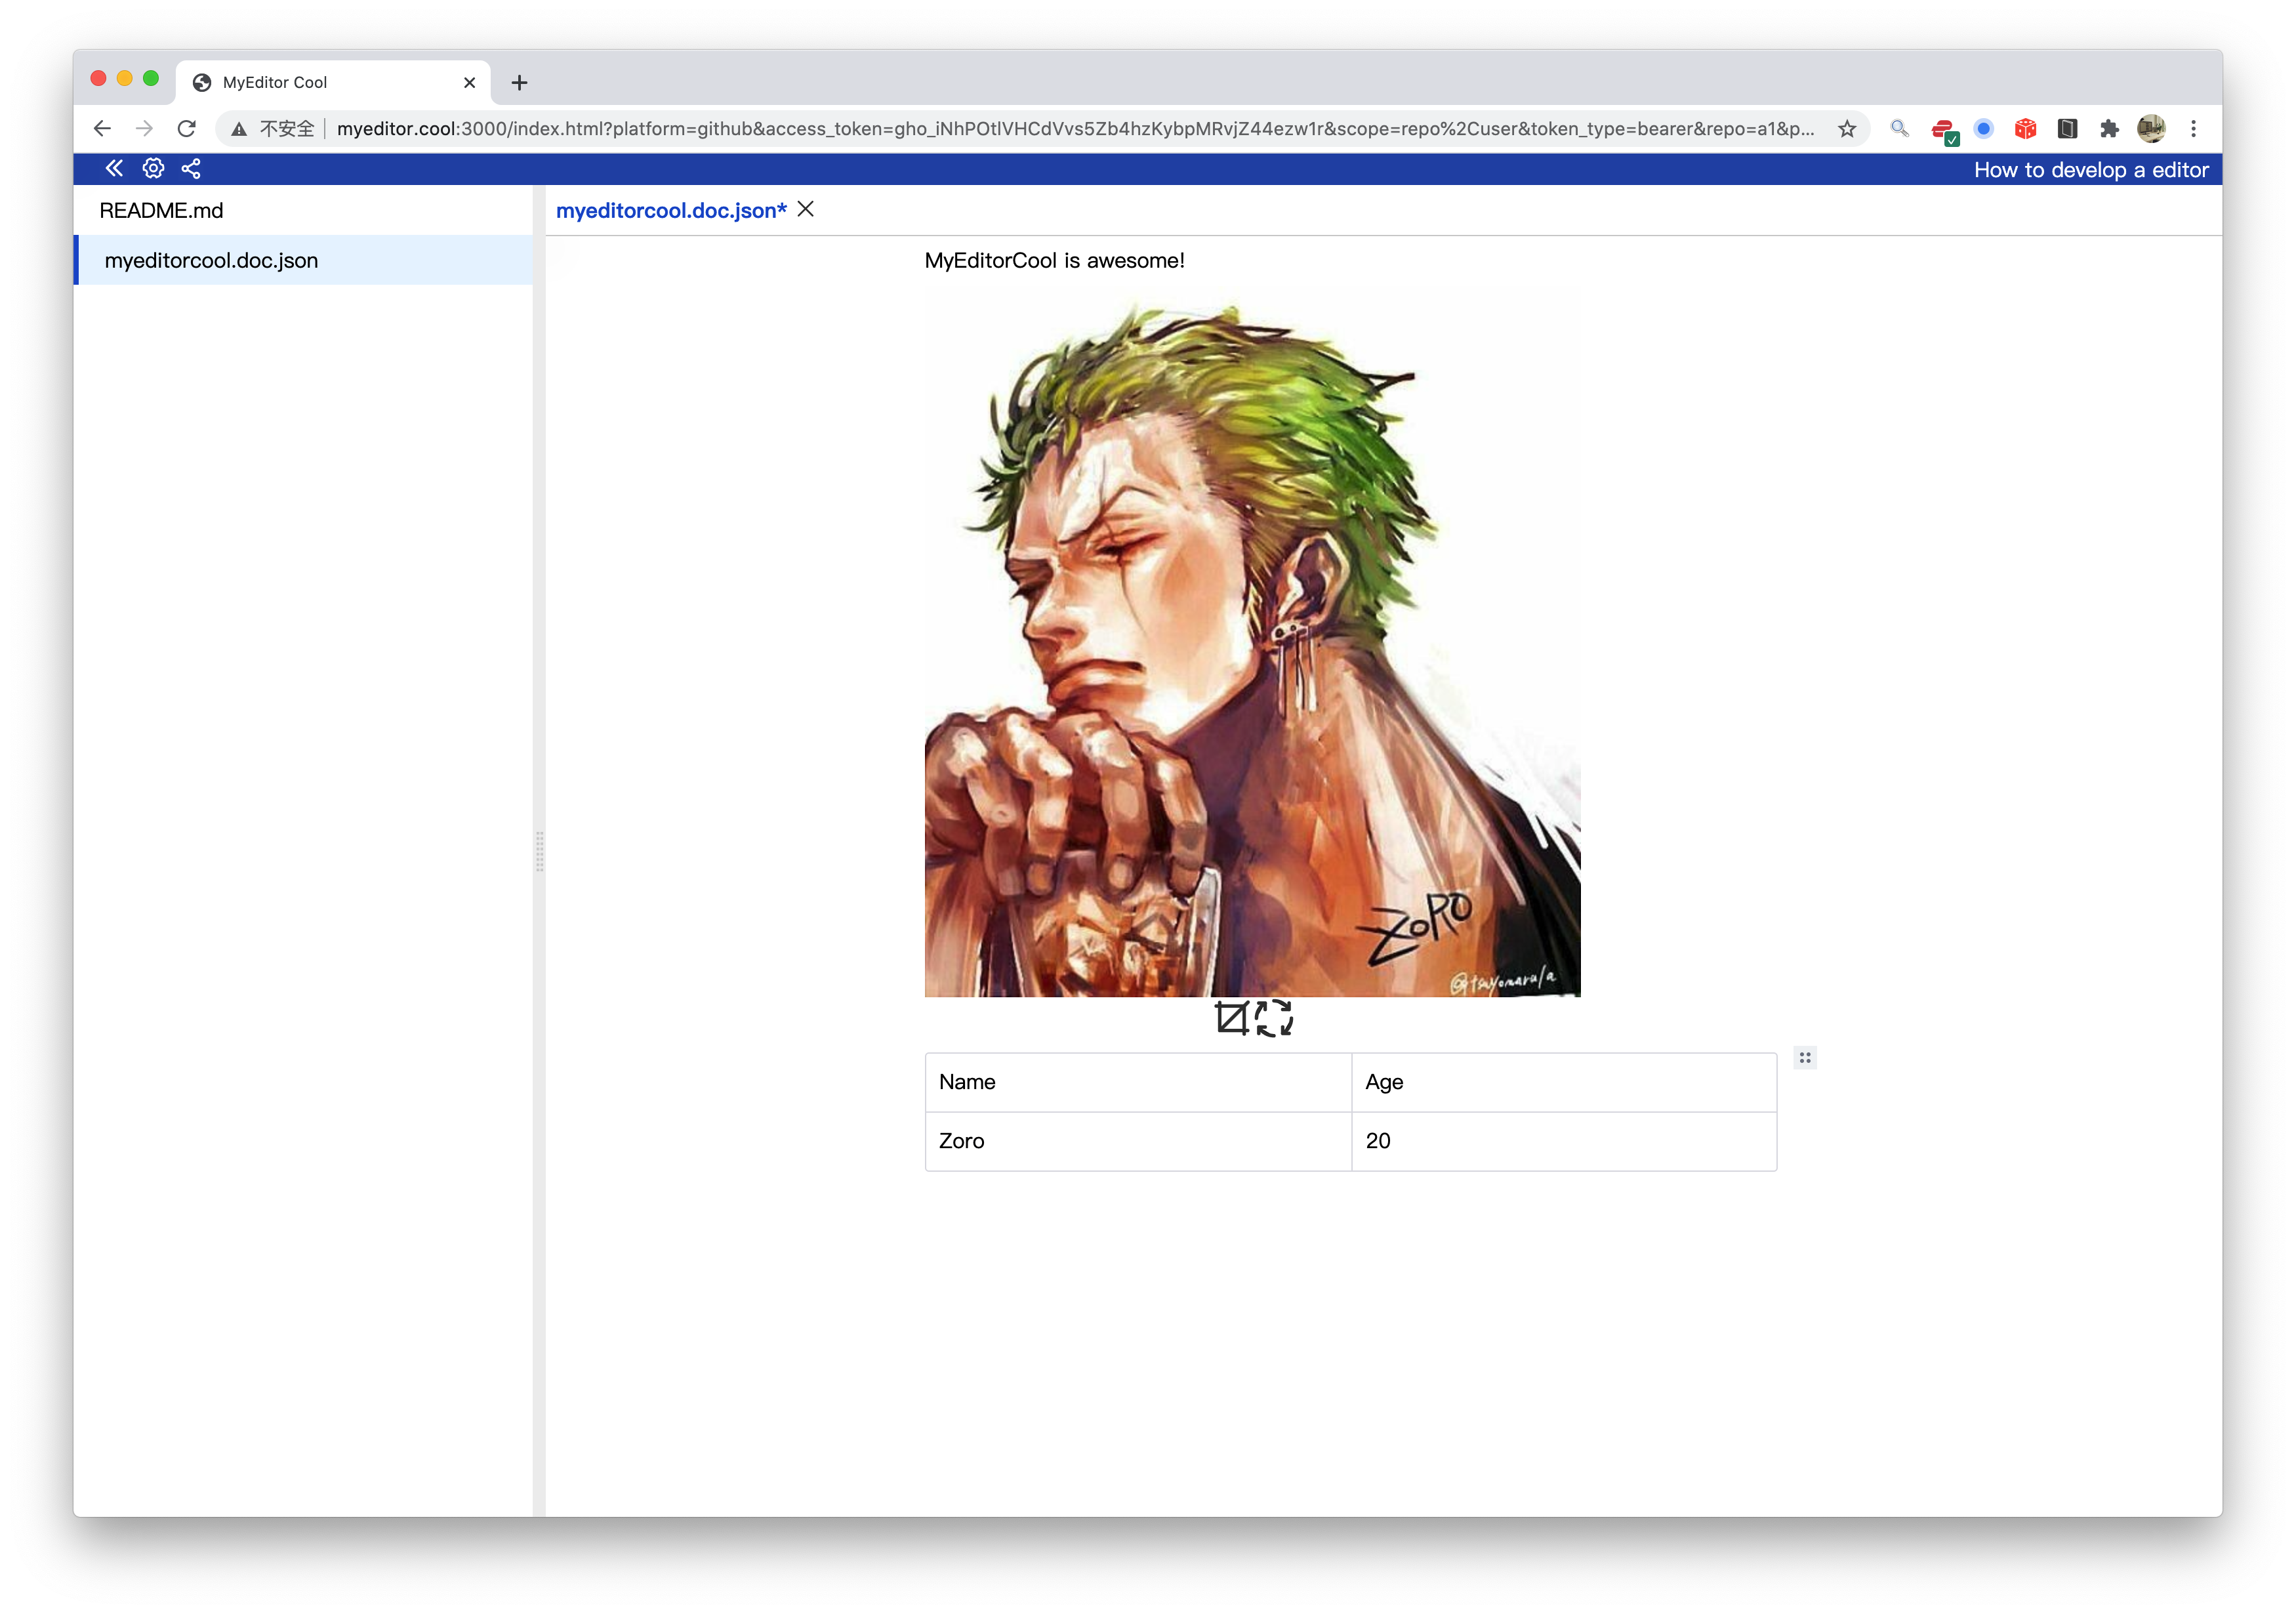 MyEditor Cool
不安全 myeditor.cool:3000/index.html?platform=github&access_token=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&scope=repo%2Cuser&token_type=bearer&repo=a1&p...
How to develop a editor
README.md
myeditorcool.doc.json* 
myeditorcool.doc.json
MyEditorCool is awesome!
ZORO
@tsuyomaru/a
Name Age
Zoro 20